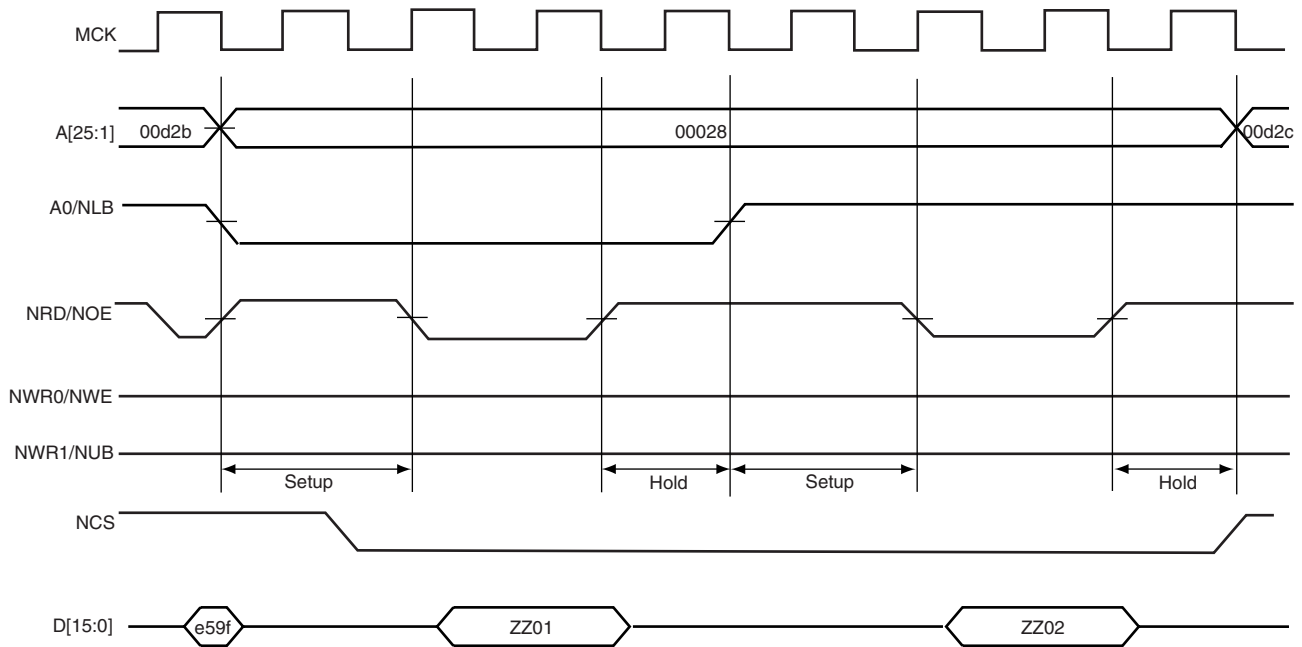 MCK
A[25:1] 00d2b 00028 00d2c
A0/NLB
NRD/NOE
NWR0/NWE
NWR1/NUB
Setup Hold Setup Hold
NCS
D[15:0] e59f ZZ01 ZZ02